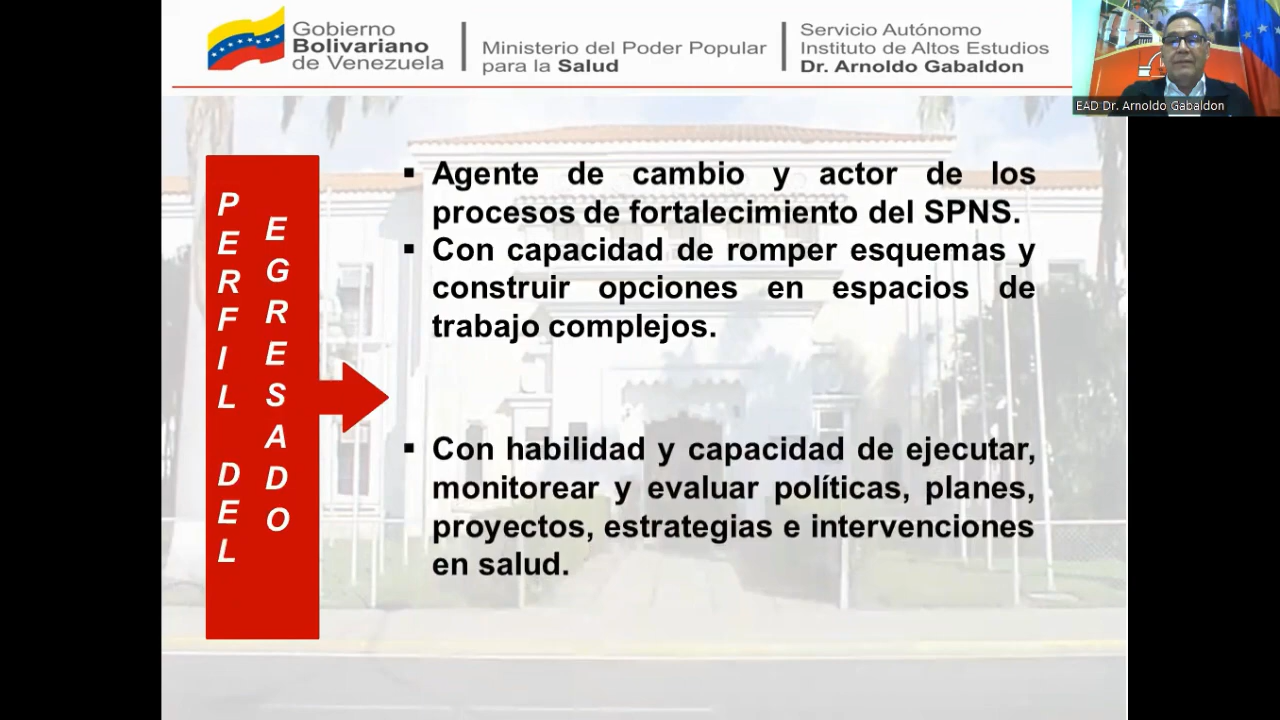 Gobierno
Bolivariano
de Venezuela
Ministerio del Poder Popular
para la Salud
Servicio Autónomo
Instituto de Altos Estudios
Dr. Arnoldo Gabaldon
EAD Dr. Arnoldo Gabaldon
PERFIL DEL
EGRESADO
▪ Agente de cambio y actor de los
procesos de fortalecimiento del SPNS.
▪ Con capacidad de romper esquemas y
construir opciones en espacios de
trabajo complejos.
▪ Con habilidad y capacidad de ejecutar,
monitorear y evaluar políticas, planes,
proyectos, estrategias e intervenciones
en salud.